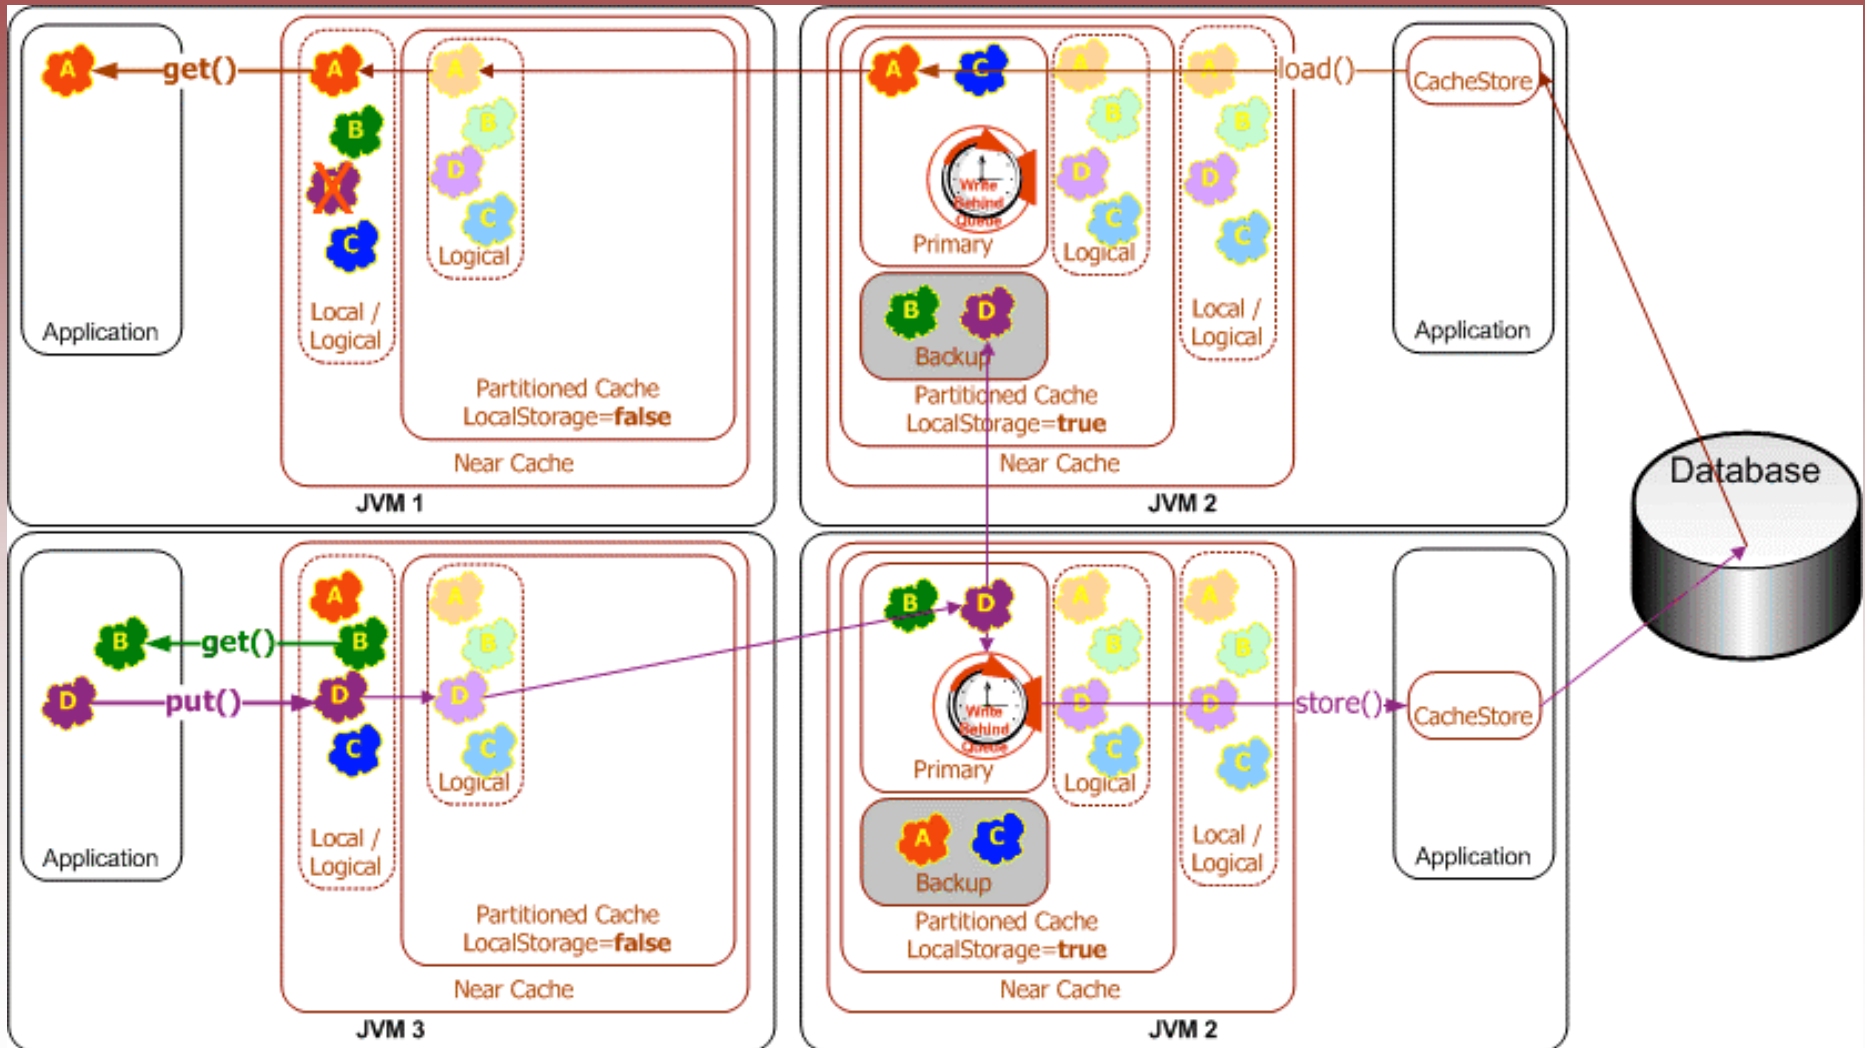 A
get()
A
B
X
C
Local /
Logical
A
B
D
C
Logical
Application
Partitioned Cache
LocalStorage=false
Near Cache
JVM 1
A
C
Write
Behind
Queue
Primary
B
D
Backup
A
B
D
C
Logical
A
B
D
C
Local /
Logical
load()
CacheStore
Application
Partitioned Cache
LocalStorage=true
Near Cache
JVM 2
Database
B
get()
D
put()
A
B
D
C
Local /
Logical
A
B
D
C
Logical
Application
Partitioned Cache
LocalStorage=false
Near Cache
JVM 3
B
D
Write
Behind
Queue
Primary
A
C
Backup
A
B
D
C
Logical
A
B
D
C
Local /
Logical
store()
CacheStore
Application
Partitioned Cache
LocalStorage=true
Near Cache
JVM 2